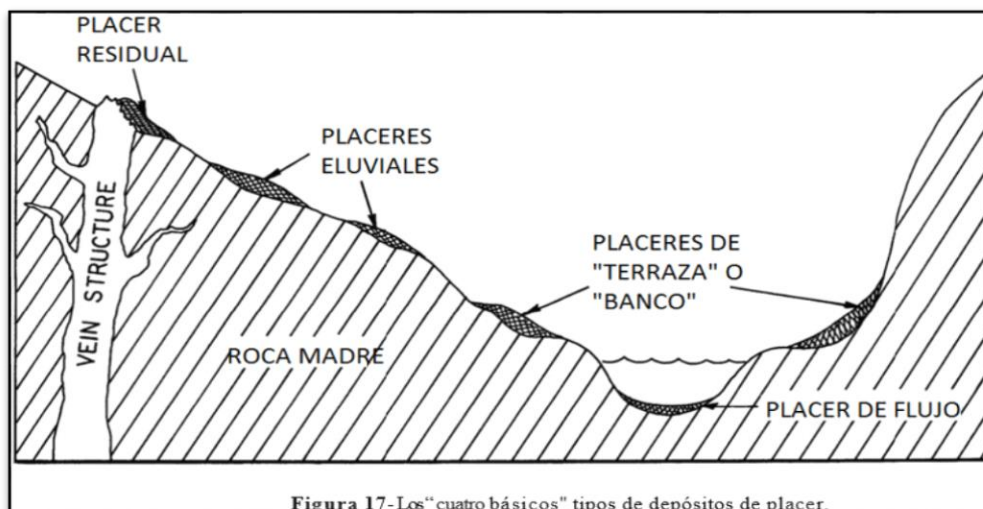 PLACER
RESIDUAL
PLACERES
ELUVIALES
PLACERES DE
"TERRAZA" O
"BANCO"
VEIN STRUCTURE
ROCA MADRE
PLACER DE FLUJO
Figura 17-Los“cuatro básicos" tipos de depósitos de placer.